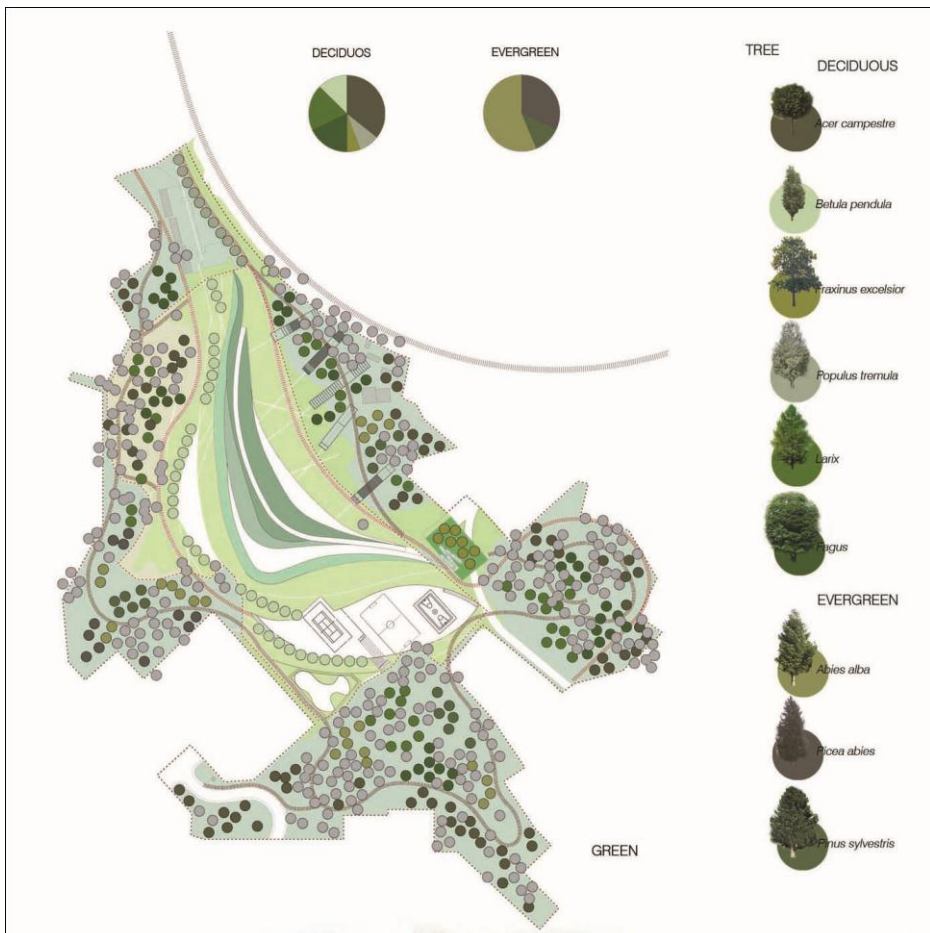 DECIDUOS
EVERGREEN
TREE
DECIDUOUS
Acer campestre
Betula pendula
Fraxinus excelsior
Populus tremula
Larix
Fagus
EVERGREEN
Abies alba
Picea abies
Pinus sylvestris
GREEN